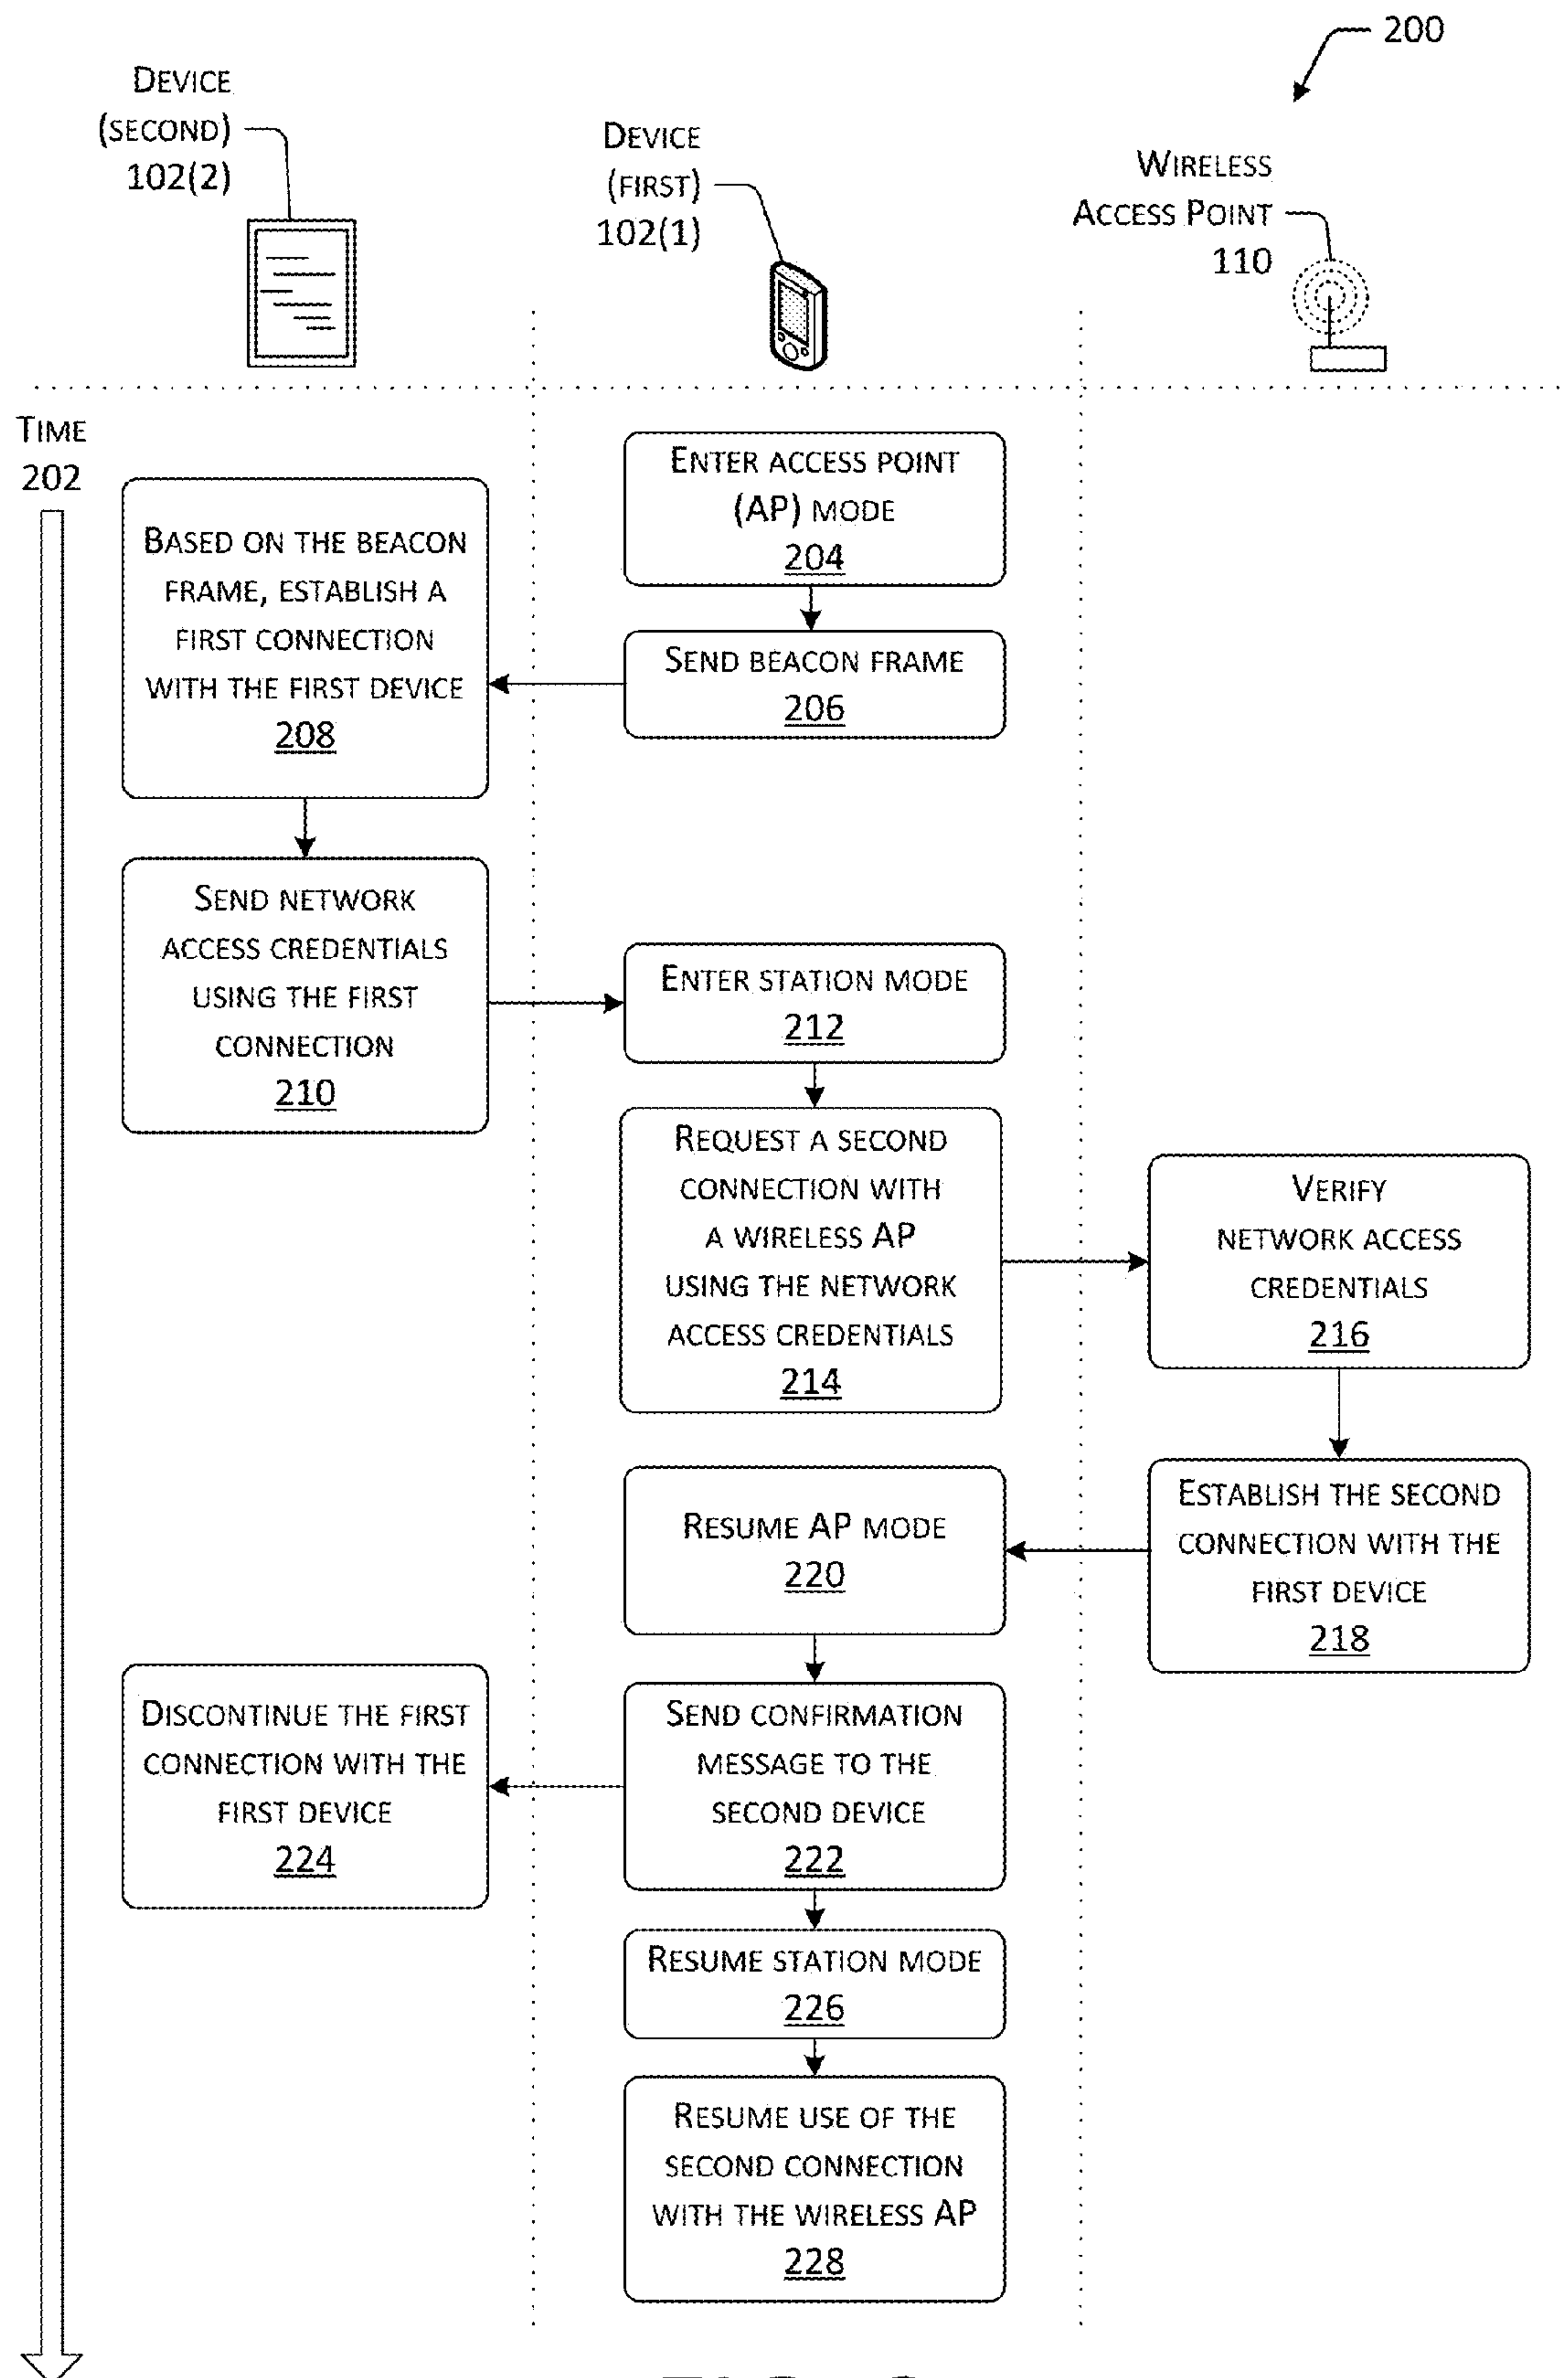 200
DEVICE
(SECOND)
102(2)
DEVICE
(FIRST)
102(1)
WIRELESS
ACCESS POINT
110
TIME
202
ENTER ACCESS POINT
(AP) MODE
204
BASED ON THE BEACON
FRAME, ESTABLISH A
FIRST CONNECTION
WITH THE FIRST DEVICE
208
SEND BEACON FRAME
206
SEND NETWORK
ACCESS CREDENTIALS
USING THE FIRST
CONNECTION
210
ENTER STATION MODE
212
REQUEST A SECOND
CONNECTION WITH
A WIRELESS AP
USING THE NETWORK
ACCESS CREDENTIALS
214
VERIFY
NETWORK ACCESS
CREDENTIALS
216
ESTABLISH THE SECOND
CONNECTION WITH THE
FIRST DEVICE
218
RESUME AP MODE
220
SEND CONFIRMATION
MESSAGE TO THE
SECOND DEVICE
222
DISCONTINUE THE FIRST
CONNECTION WITH THE
FIRST DEVICE
224
RESUME STATION MODE
226
RESUME USE OF THE
SECOND CONNECTION
WITH THE WIRELESS AP
228